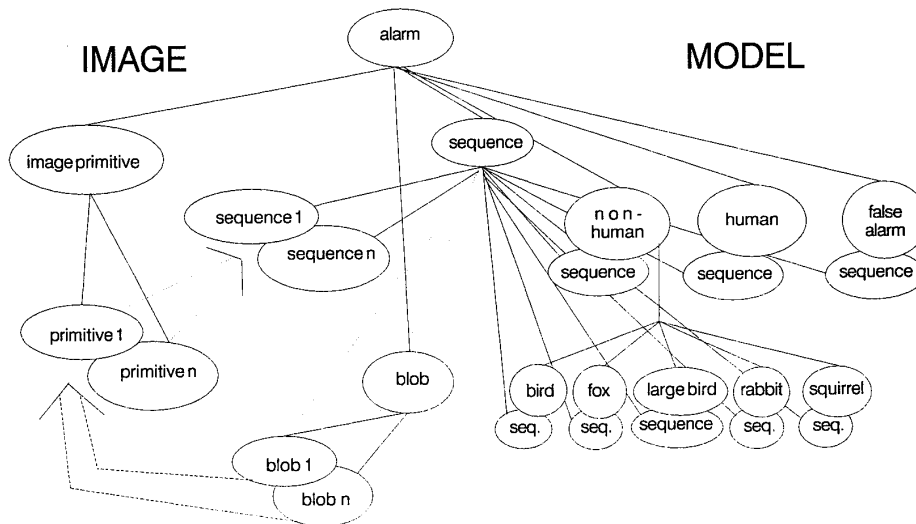 alarm
IMAGE
MODEL
image primitive
sequence
sequence 1
sequence n
n o n -
human
sequence
human
sequence
false
alarm
sequence
primitive 1
primitive n
blob
bird
seq.
fox
seq.
large bird
sequence
rabbit
seq.
squirrel
seq.
blob 1
blob n